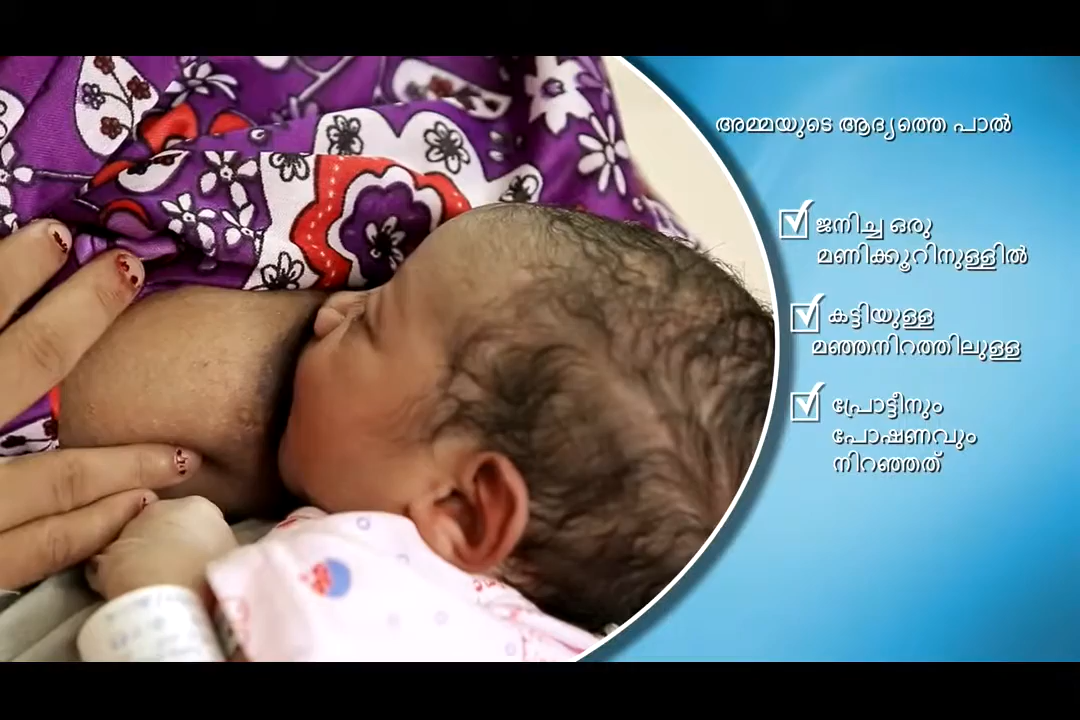 അമ്മയുടെ ആദ്യത്തെ പാൽ
ജനിച്ച ഒരു
മണിക്കൂറിനുള്ളിൽ
കട്ടിയുള്ള
മഞ്ഞനിറത്തിലുള്ള
പ്രോട്ടീനും
പോഷണവും
നിറഞ്ഞത്